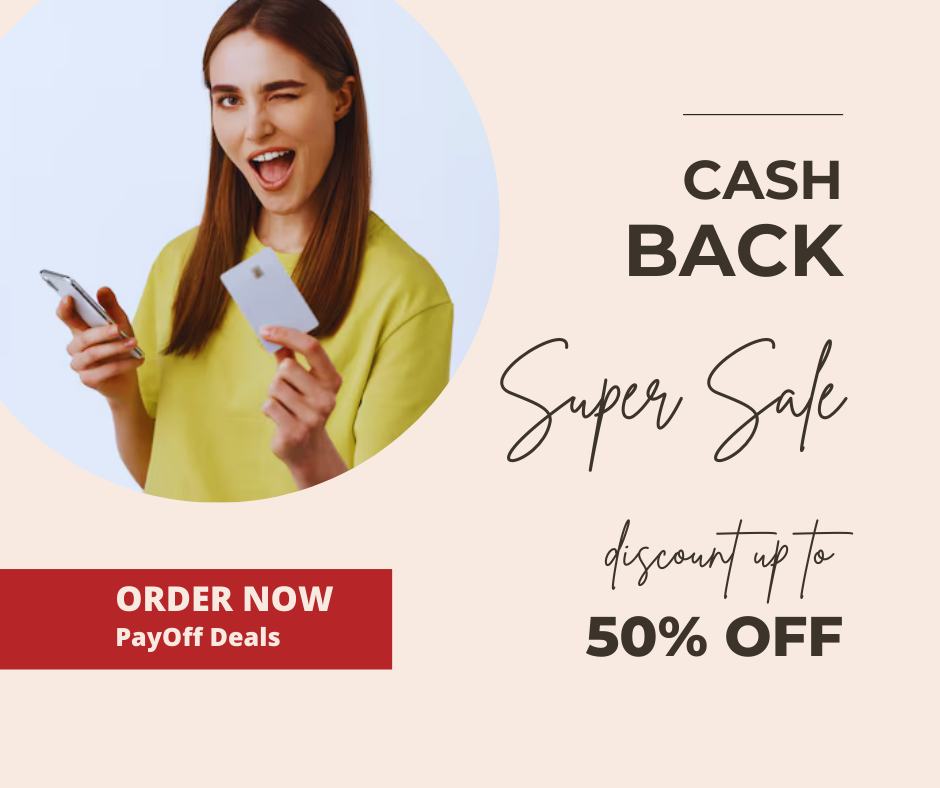 CASH
BACK
Super Sale
discount up to
50% OFF
ORDER NOW
PayOff Deals